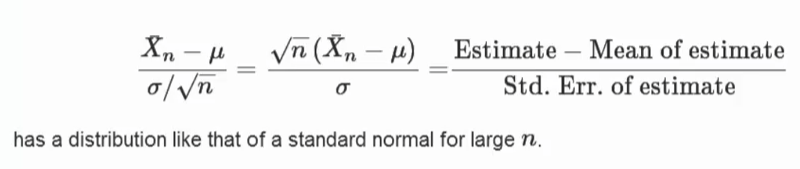 X̄ₙ − μ / σ/√n = √n (X̄ₙ − μ) / σ = Estimate − Mean of estimate / Std. Err. of estimate
has a distribution like that of a standard normal for large n.